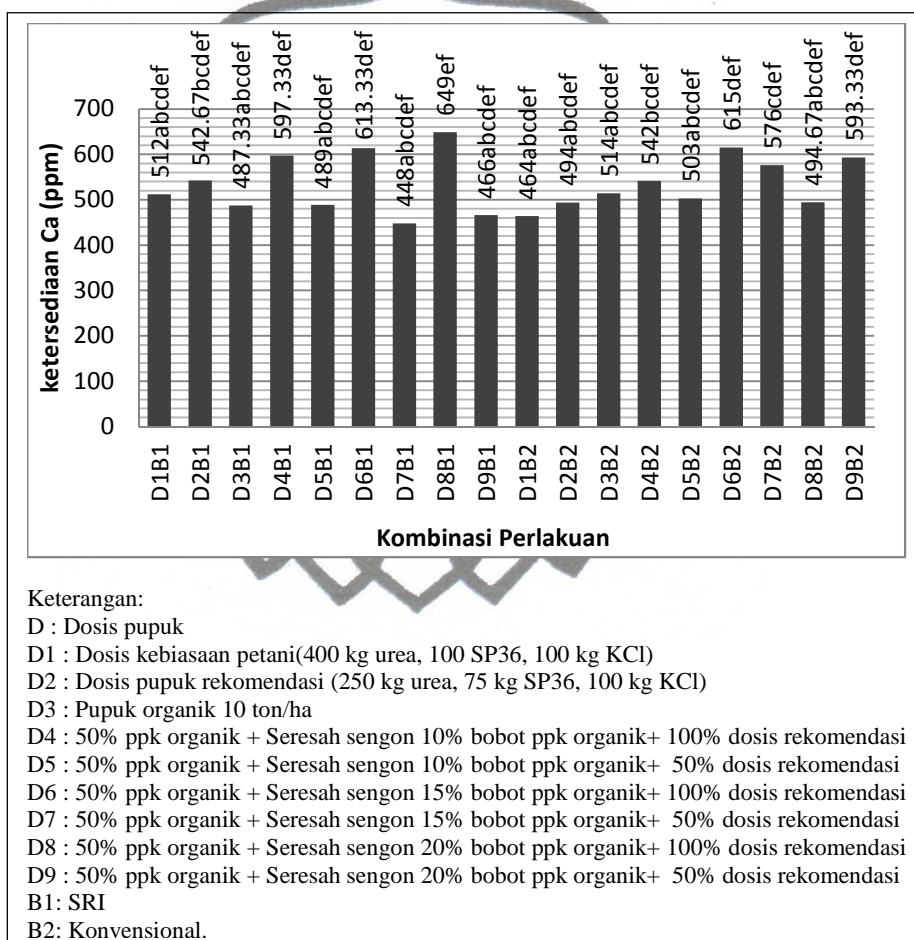 ketersediaan Ca (ppm)
700
600
500
400
300
200
100
0
512abcdef
542.67bcdef
487.33abcdef
597.33def
489abcdef
613.33def
448abcdef
649ef
466abcdef
464abcdef
494abcdef
514abcdef
542bcdef
503abcdef
615def
576cdef
494.67abcdef
593.33def
D1B1
D2B1
D3B1
D4B1
D5B1
D6B1
D7B1
D8B1
D9B1
D1B2
D2B2
D3B2
D4B2
D5B2
D6B2
D7B2
D8B2
D9B2
Kombinasi Perlakuan
Keterangan:
D : Dosis pupuk
D1 : Dosis kebiasaan petani(400 kg urea, 100 SP36, 100 kg KCl)
D2 : Dosis pupuk rekomendasi (250 kg urea, 75 kg SP36, 100 kg KCl)
D3 : Pupuk organik 10 ton/ha
D4 : 50% ppk organik + Seresah sengon 10% bobot ppk organik+ 100% dosis rekomendasi
D5 : 50% ppk organik + Seresah sengon 10% bobot ppk organik+  50% dosis rekomendasi
D6 : 50% ppk organik + Seresah sengon 15% bobot ppk organik+ 100% dosis rekomendasi
D7 : 50% ppk organik + Seresah sengon 15% bobot ppk organik+  50% dosis rekomendasi
D8 : 50% ppk organik + Seresah sengon 20% bobot ppk organik+ 100% dosis rekomendasi
D9 : 50% ppk organik + Seresah sengon 20% bobot ppk organik+  50% dosis rekomendasi
B1: SRI
B2: Konvensional.